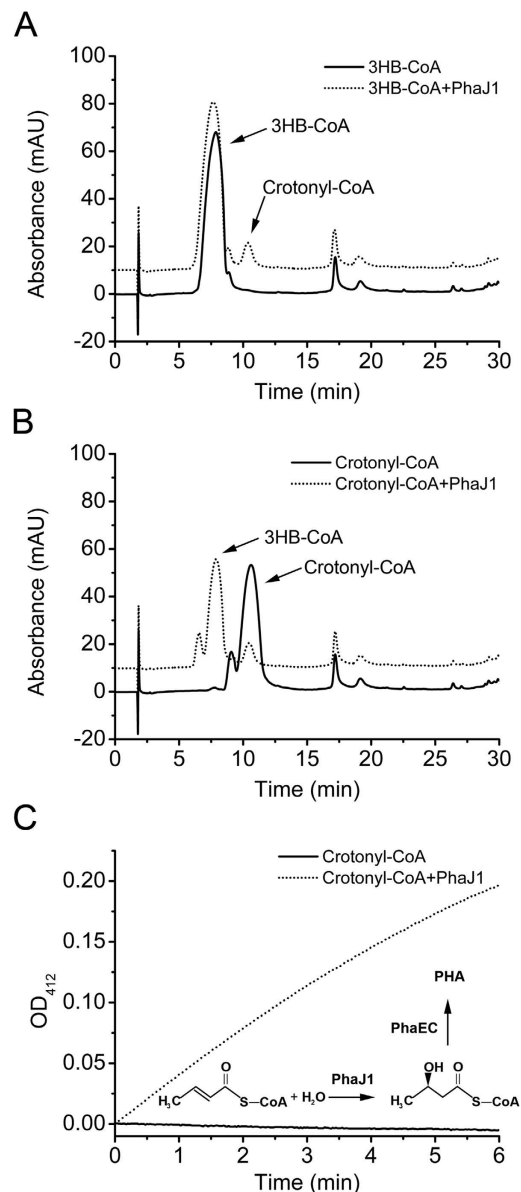 A
3HB-CoA
3HB-CoA+PhaJ1
3HB-CoA
Crotonyl-CoA
100
80
60
40
20
0
-20
Absorbance (mAU)
0 5 10 15 20 25 30
Time (min)
B
Crotonyl-CoA
Crotonyl-CoA+PhaJ1
3HB-CoA
Crotonyl-CoA
100
80
60
40
20
0
-20
Absorbance (mAU)
0 5 10 15 20 25 30
Time (min)
C
Crotonyl-CoA
Crotonyl-CoA+PhaJ1
0.20
0.15
0.10
0.05
0.00
OD412
PHA
PhaEC
O
H₃C
S—CoA + H₂O
PhaJ1
OH O
H₃C
S—CoA
0 1 2 3 4 5 6
Time (min)